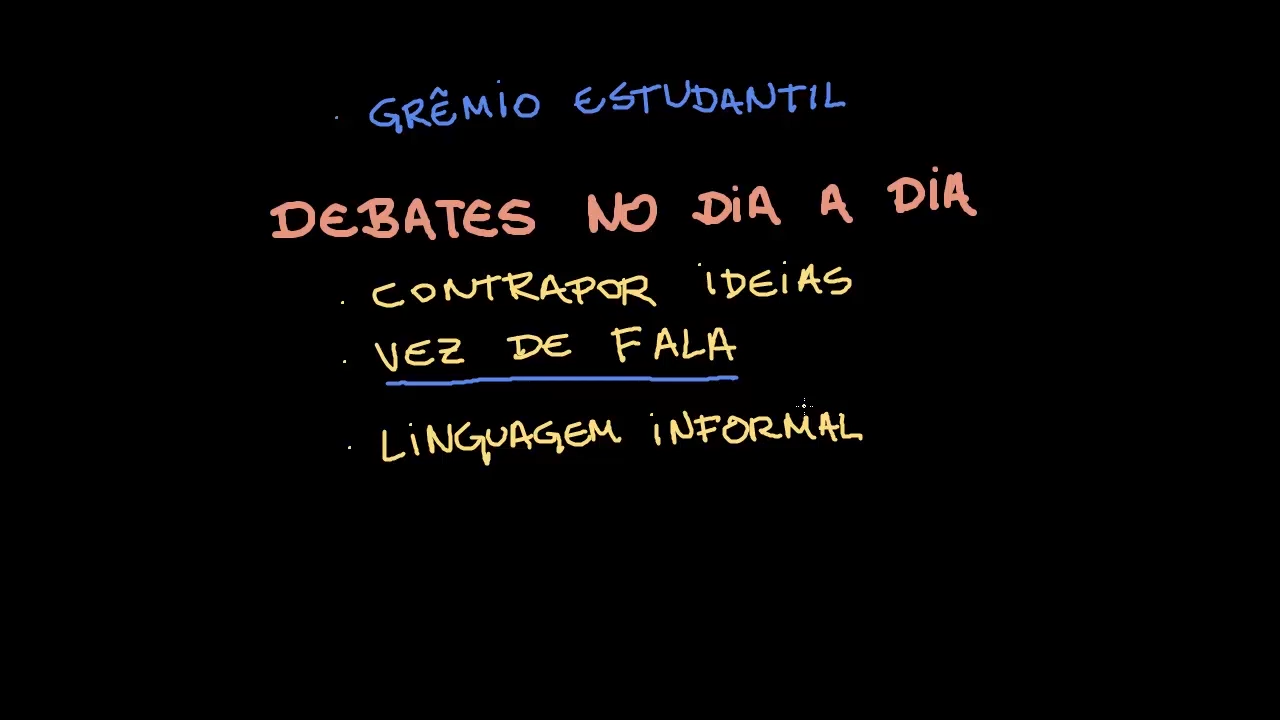 . GRÊMIO ESTUDANTIL
DEBATES NO DiA A DiA
. CONTRAPOR iDEiAS
. VEZ DE FALA
. LiNGUAGEM iNFORMAL